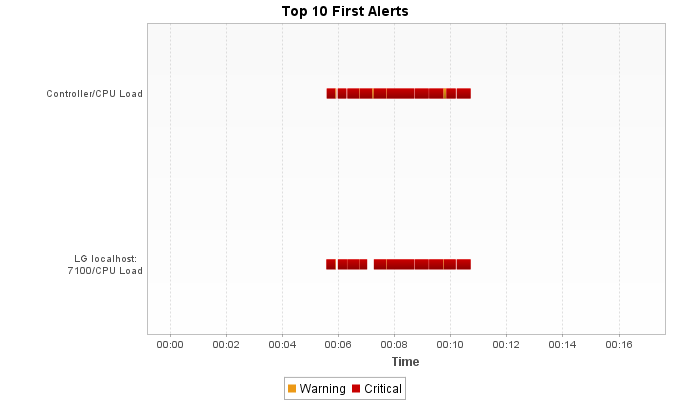 Top 10 First Alerts
Controller/CPU Load
LG localhost:
7100/CPU Load
00:00 00:02 00:04 00:06 00:08 00:10 00:12 00:14 00:16
Time
Warning Critical